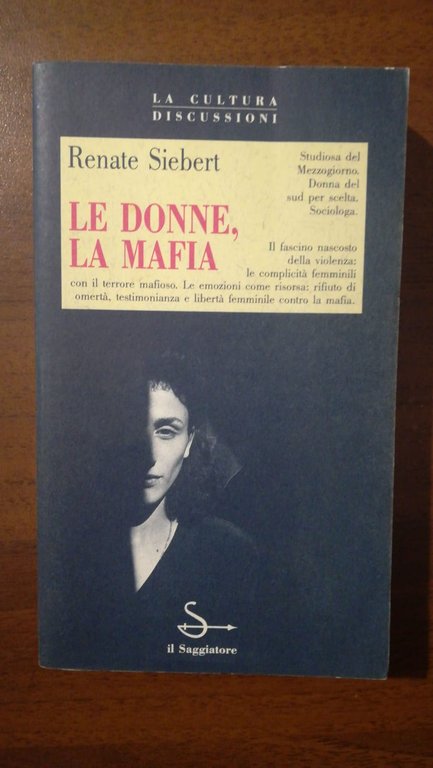 LA CULTURA
DISCUSSIONI
Renate Siebert
Studiosa del
Mezzogiorno.
Donna del
sud per scelta.
Sociologa.
LE DONNE,
LA MAFIA
Il fascino nascosto
della violenza:
le complicità femminili
con il terrore mafioso. Le emozioni come risorsa: rifiuto di
omertà, testimonianza e libertà femminile contro la mafia.
il Saggiatore